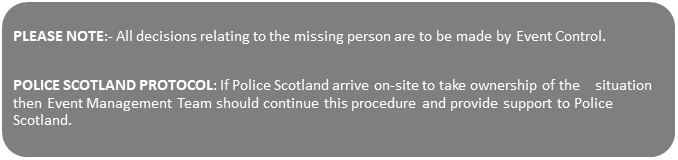 PLEASE NOTE:- All decisions relating to the missing person are to be made by Event Control.
POLICE SCOTLAND PROTOCOL: If Police Scotland arrive on-site to take ownership of the situation
then Event Management Team should continue this procedure and provide support to Police
Scotland.